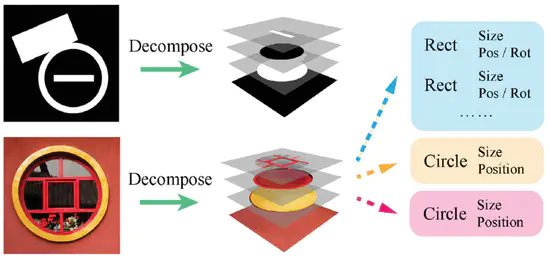 Decompose
Rect Size
Pos / Rot
Rect Size
Pos / Rot
... ...
Decompose
Circle Size
Position
Circle Size
Position